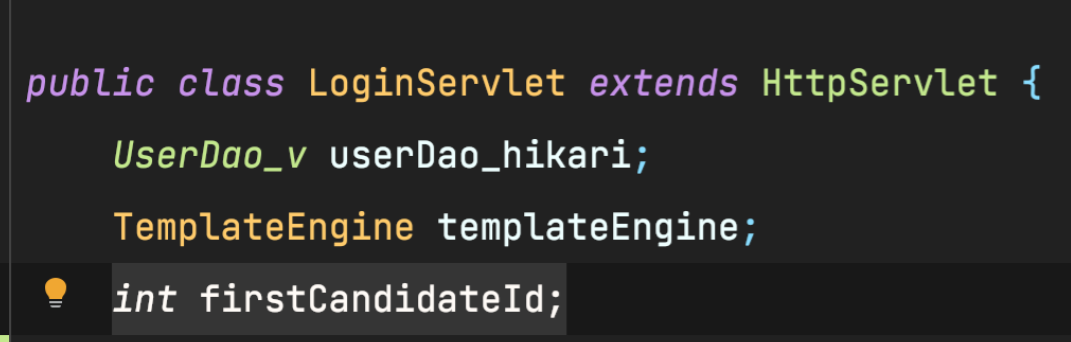 public class LoginServlet extends HttpServlet {
UserDao_v userDao_hikari;
TemplateEngine templateEngine;
int firstCandidateId;